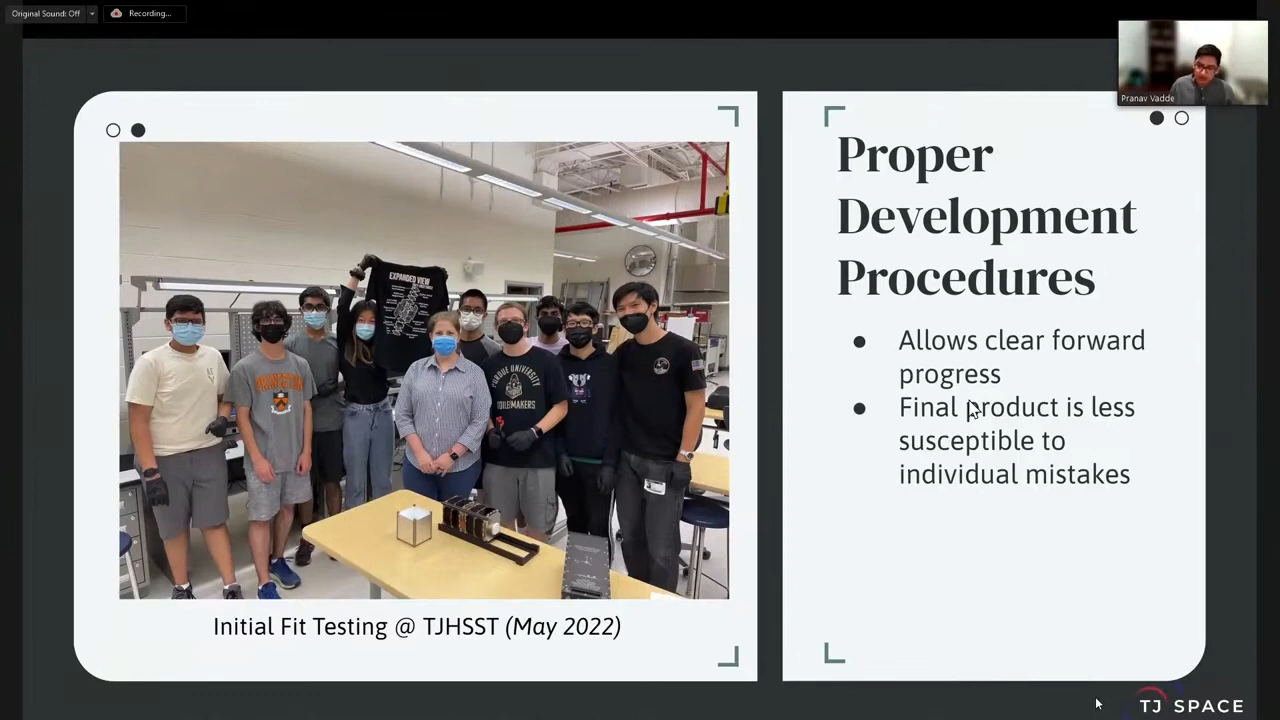 Original Sound: Off
Recording...
Pranav Vadde
Proper
Development
Procedures
Allows clear forward
progress
Final product is less
susceptible to
individual mistakes
EXPANDED VIEW
PRINCETON
PURDUE UNIVERSITY
BOILERMAKERS
Initial Fit Testing @ TJHSST (May 2022)
TJ SPACE